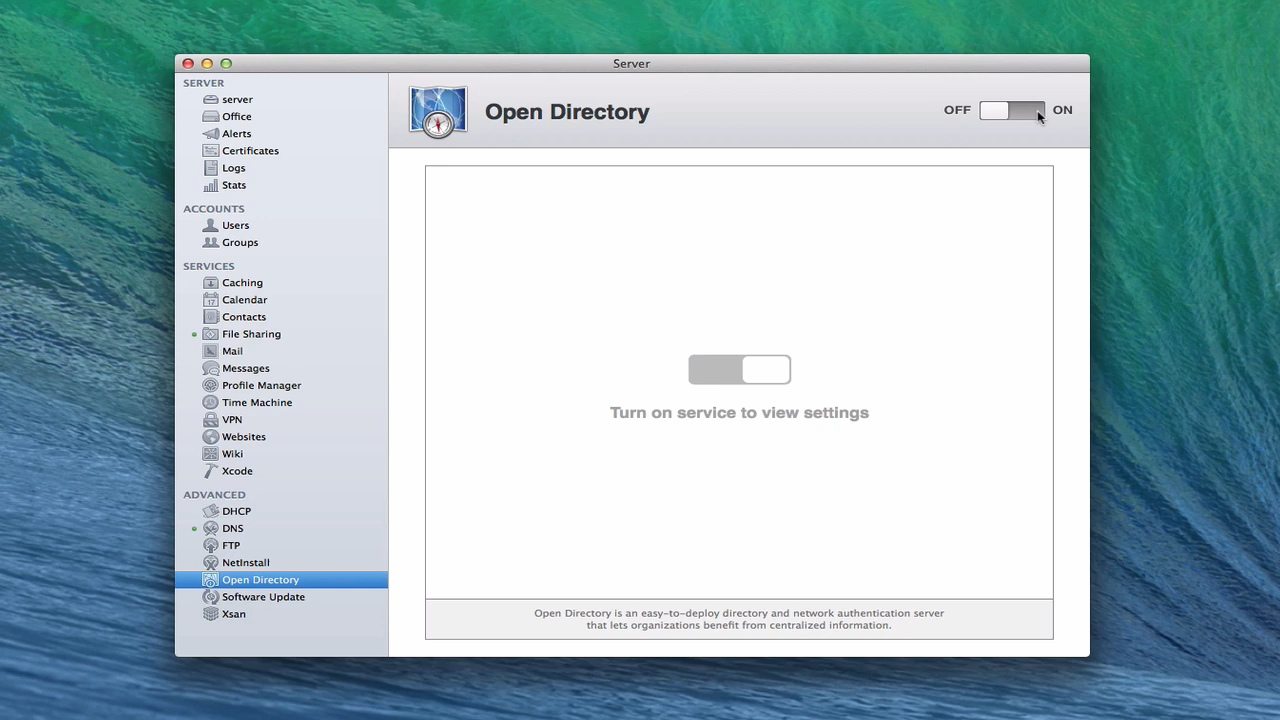 Server
SERVER
server
Office
Alerts
Certificates
Logs
Stats
ACCOUNTS
Users
Groups
SERVICES
Caching
Calendar
Contacts
File Sharing
Mail
Messages
Profile Manager
Time Machine
VPN
Websites
Wiki
Xcode
ADVANCED
DHCP
DNS
FTP
NetInstall
Open Directory
Software Update
Xsan
Open Directory
OFF ON
Turn on service to view settings
Open Directory is an easy-to-deploy directory and network authentication server
that lets organizations benefit from centralized information.